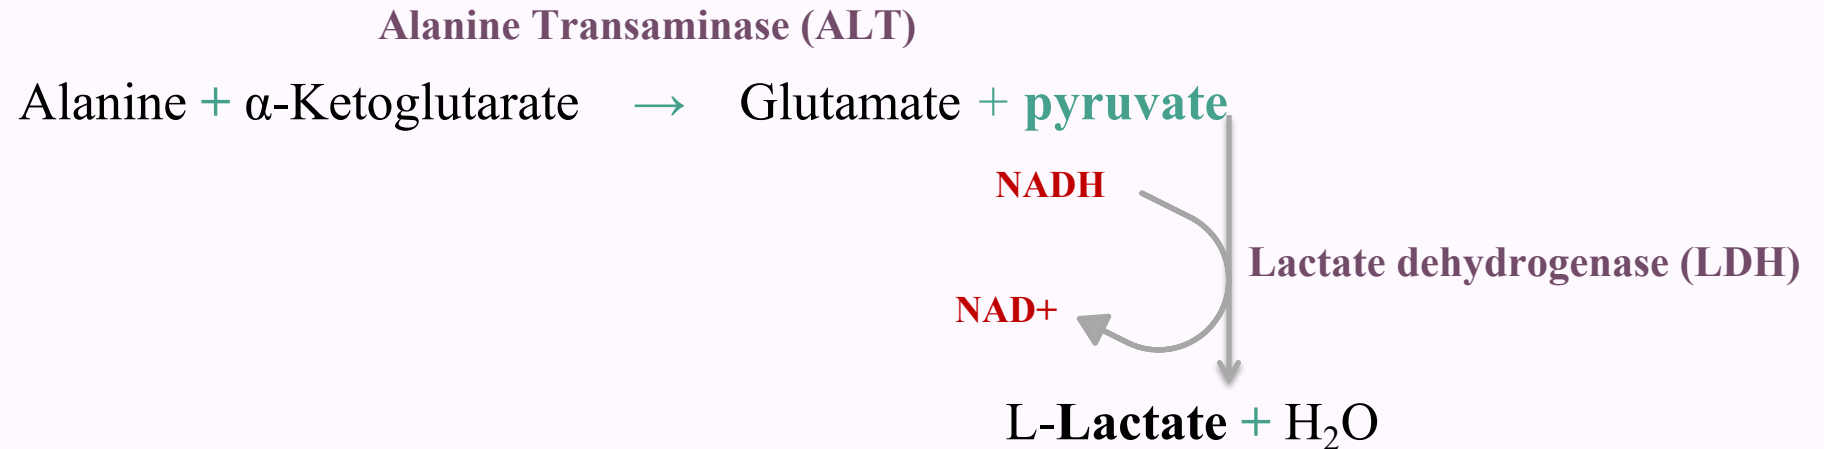 Alanine Transaminase (ALT)
Alanine + α-Ketoglutarate → Glutamate + pyruvate
NADH
Lactate dehydrogenase (LDH)
NAD+
L-Lactate + H₂O